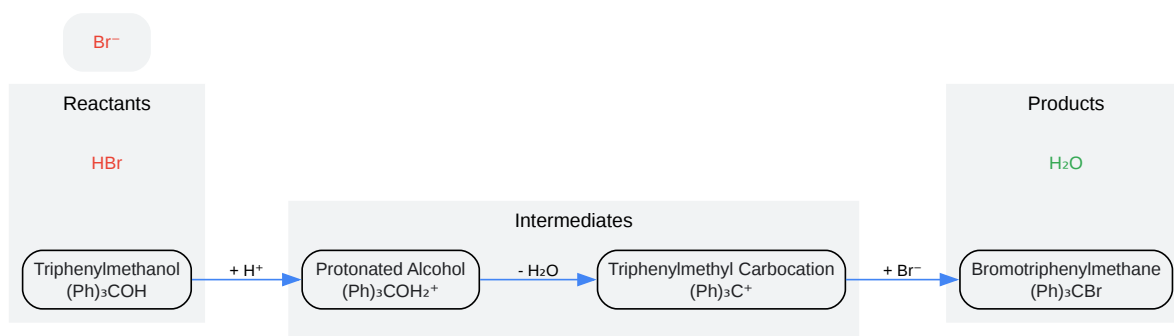 Br⁻
Reactants
Products
HBr
H₂O
Intermediates
Triphenylmethanol
(Ph)₃COH
+ H⁺
Protonated Alcohol
(Ph)₃COH₂⁺
- H₂O
Triphenylmethyl Carbocation
(Ph)₃C⁺
+ Br⁻
Bromotriphenylmethane
(Ph)₃CBr